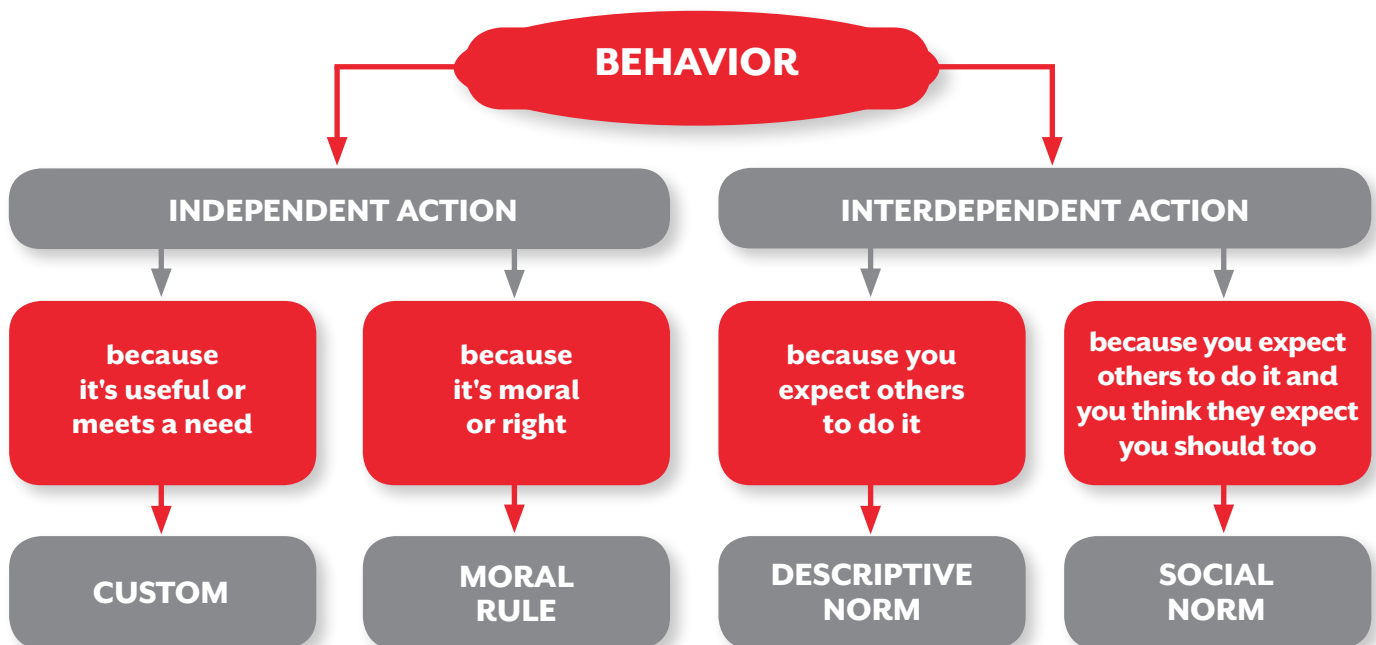 BEHAVIOR
INDEPENDENT ACTION
INTERDEPENDENT ACTION
because
it's useful or
meets a need
because
it's moral
or right
because you
expect others
to do it
because you expect
others to do it and
you think they expect
you should too
CUSTOM
MORAL
RULE
DESCRIPTIVE
NORM
SOCIAL
NORM